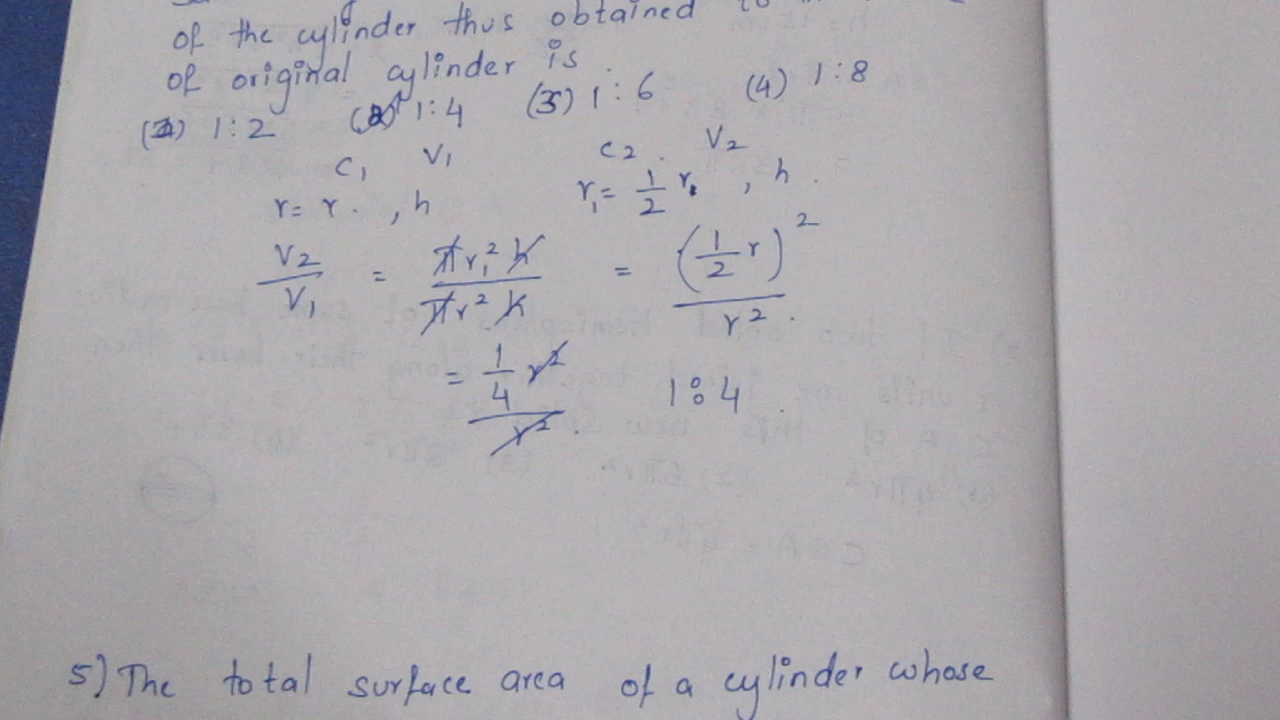 of the cylinder thus obtained to
of original cylinder is
1:2 1:4 (3) 1:6 (4) 1:8
C1 V1 C2. V2
r= r. , h r1= 1/2 r, h.
V2/V1 = πr1²h/πr²h = (1/2 r)²/r².
= 1/4 r²/r². 1:4.
5) The total surface area of a cylinder whose